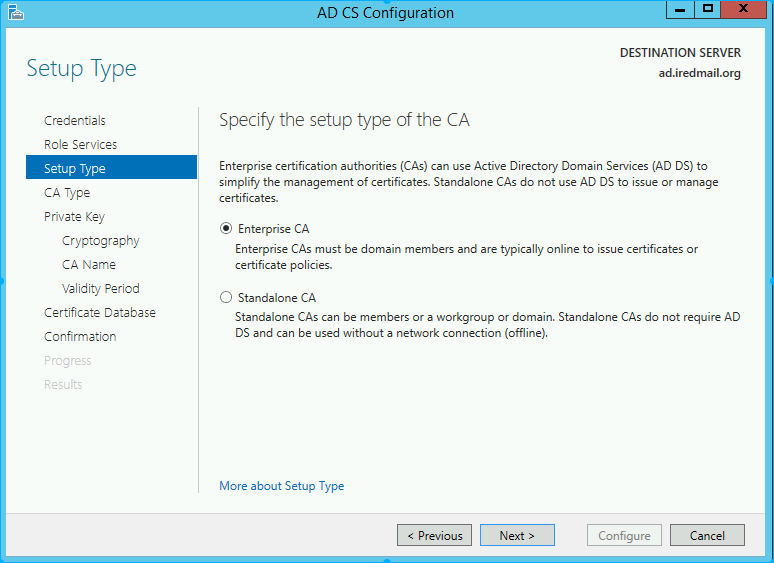 AD CS Configuration
Setup Type
DESTINATION SERVER
ad.iredmail.org
Credentials
Role Services
Setup Type
CA Type
Private Key
Cryptography
CA Name
Validity Period
Certificate Database
Confirmation
Progress
Results
Specify the setup type of the CA
Enterprise certification authorities (CAs) can use Active Directory Domain Services (AD DS) to
simplify the management of certificates. Standalone CAs do not use AD DS to issue or manage
certificates.
Enterprise CA
Enterprise CAs must be domain members and are typically online to issue certificates or
certificate policies.
Standalone CA
Standalone CAs can be members or a workgroup or domain. Standalone CAs do not require AD
DS and can be used without a network connection (offline).
More about Setup Type
< Previous
Next >
Configure
Cancel